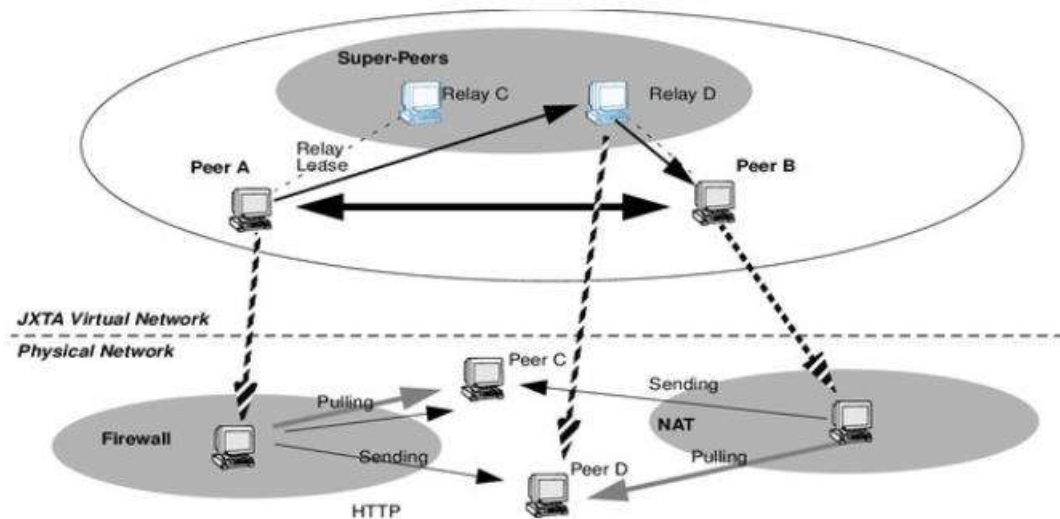 Super-Peers
Relay C
Relay D
Relay
Lease
Peer A
Peer B
JXTA Virtual Network
Physical Network
Peer C
Pulling
Sending
Firewall
NAT
Sending
Peer D
Pulling
HTTP